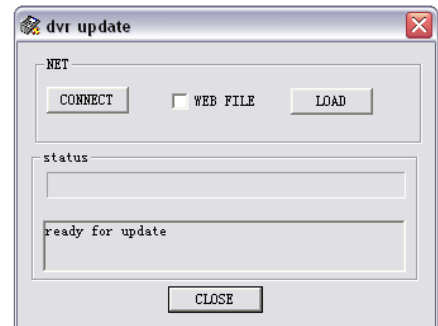 dvr update
NET
CONNECT
WEB FILE
LOAD
status
ready for update
CLOSE